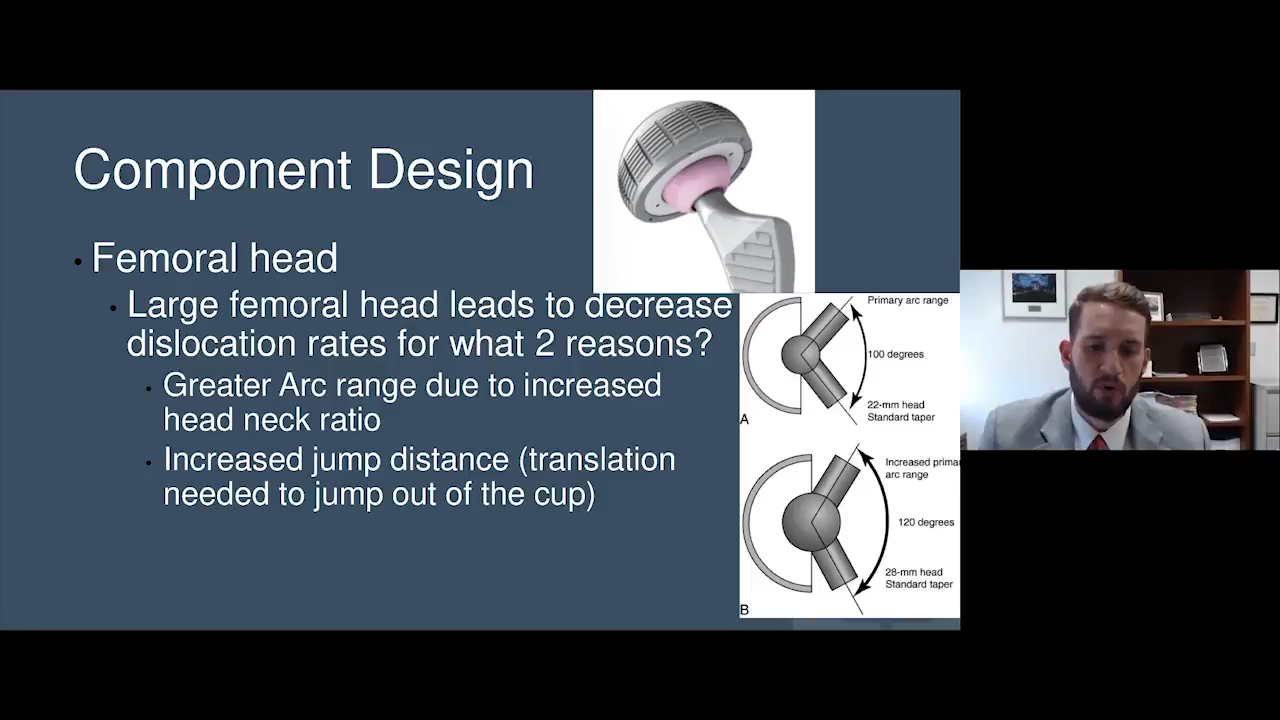 Component Design
• Femoral head
• Large femoral head leads to decrease
dislocation rates for what 2 reasons?
• Greater Arc range due to increased
head neck ratio
• Increased jump distance (translation
needed to jump out of the cup)
Primary arc range
100 degrees
22-mm head
Standard taper
A
Increased prima
arc range
120 degrees
28-mm head
Standard taper
B